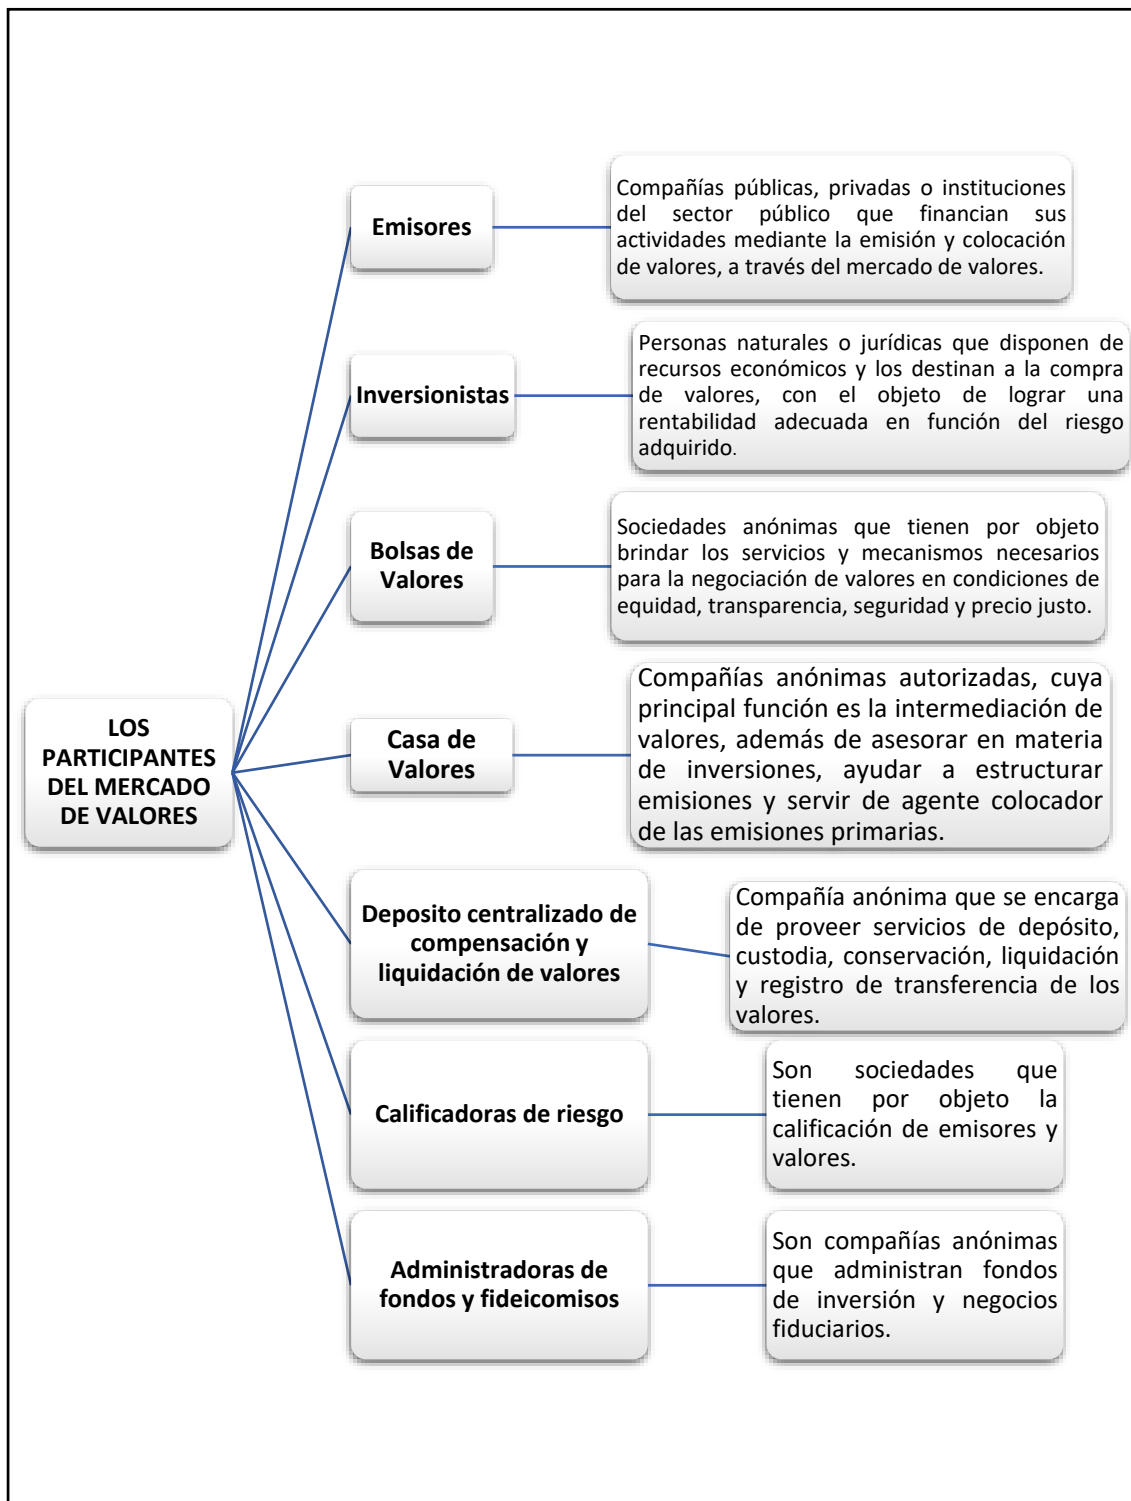 LOS
PARTICIPANTES
DEL MERCADO
DE VALORES
Emisores
Compañías públicas, privadas o instituciones
del sector público que financian sus
actividades mediante la emisión y colocación
de valores, a través del mercado de valores.
Inversionistas
Personas naturales o jurídicas que disponen de
recursos económicos y los destinan a la compra
de valores, con el objeto de lograr una
rentabilidad adecuada en función del riesgo
adquirido.
Bolsas de
Valores
Sociedades anónimas que tienen por objeto
brindar los servicios y mecanismos necesarios
para la negociación de valores en condiciones de
equidad, transparencia, seguridad y precio justo.
Casa de
Valores
Compañías anónimas autorizadas, cuya
principal función es la intermediación de
valores, además de asesorar en materia
de inversiones, ayudar a estructurar
emisiones y servir de agente colocador
de las emisiones primarias.
Deposito centralizado de
compensación y
liquidación de valores
Compañía anónima que se encarga
de proveer servicios de depósito,
custodia, conservación, liquidación
y registro de transferencia de los
valores.
Calificadoras de riesgo
Son sociedades que
tienen por objeto la
calificación de emisores y
valores.
Administradoras de
fondos y fideicomisos
Son compañías anónimas
que administran fondos
de inversión y negocios
fiduciarios.